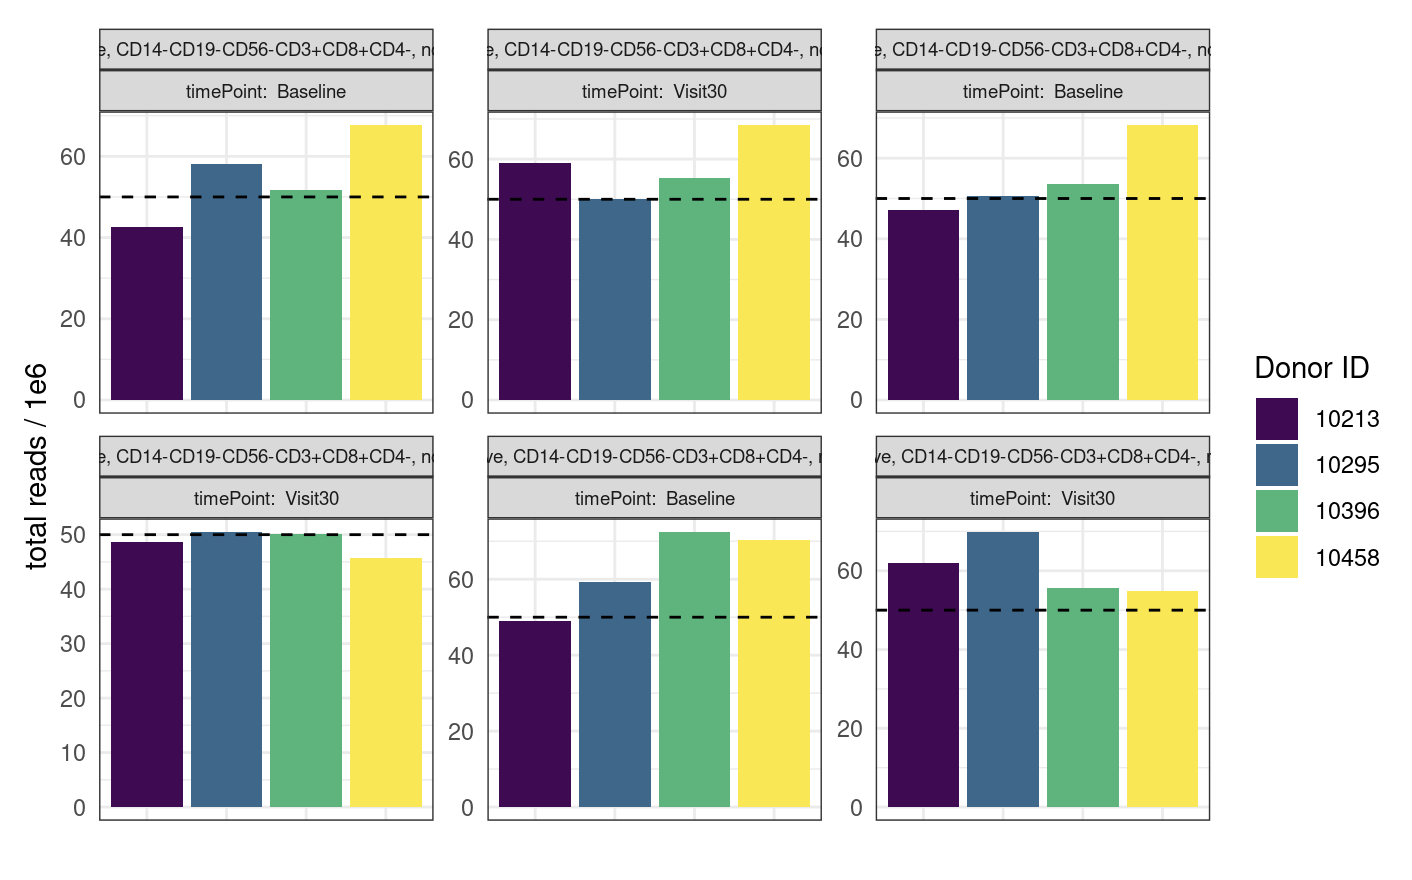 CD14-CD19-CD56-CD3+CD8+CD4-,
timePoint: Baseline
60
40
20
0
CD14-CD19-CD56-CD3+CD8+CD4-,
timePoint: Visit30
60
40
20
0
CD14-CD19-CD56-CD3+CD8+CD4-,
timePoint: Baseline
60
40
20
0
total reads / 1e6
CD14-CD19-CD56-CD3+CD8+CD4-,
timePoint: Visit30
50
40
30
20
10
0
CD14-CD19-CD56-CD3+CD8+CD4-,
timePoint: Baseline
60
40
20
0
CD14-CD19-CD56-CD3+CD8+CD4-,
timePoint: Visit30
60
40
20
0
Donor ID
10213
10295
10396
10458